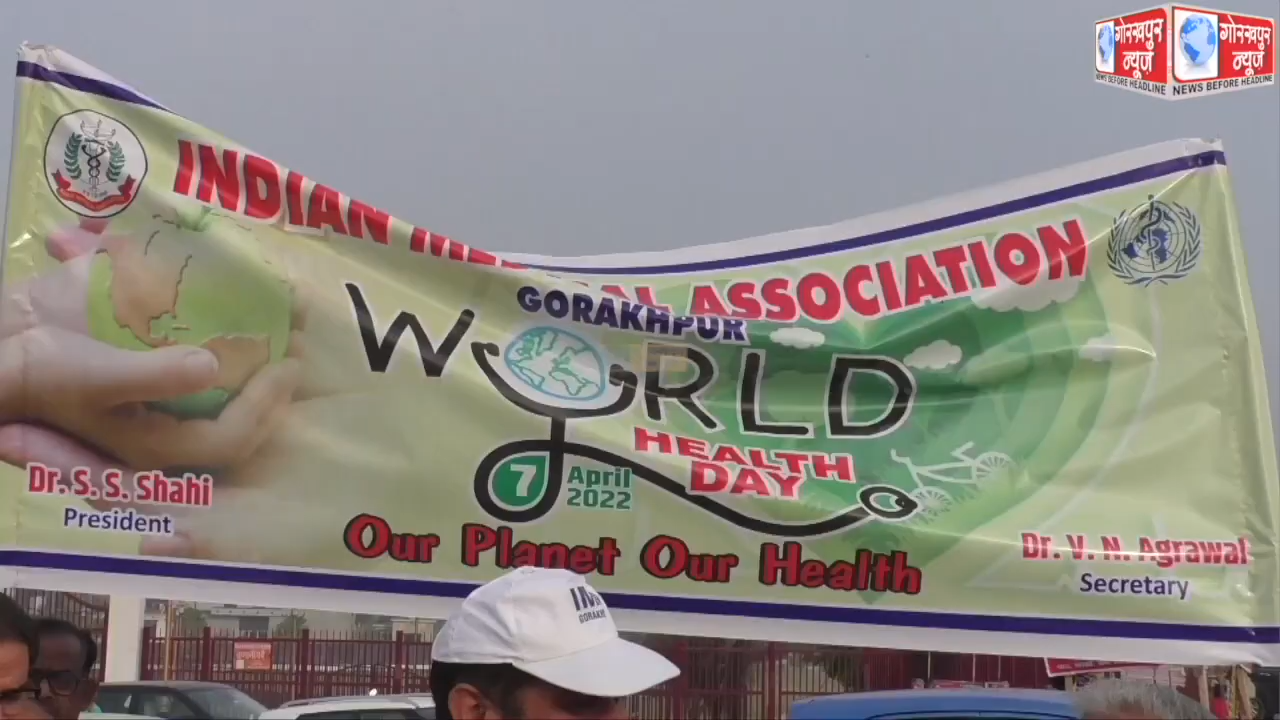 गोरखपुर न्यूज़ गोरखपुर न्यूज़
NEWS BEFORE HEADLINE NEWS BEFORE HEADLINE
INDIAN ASSOCIATION
GORAKHPUR
WORLD
HEALTH
DAY
7 April
2022
Dr. S. S. Shahi
President
Our Planet Our Health
Dr. V. N. Agrawal
Secretary